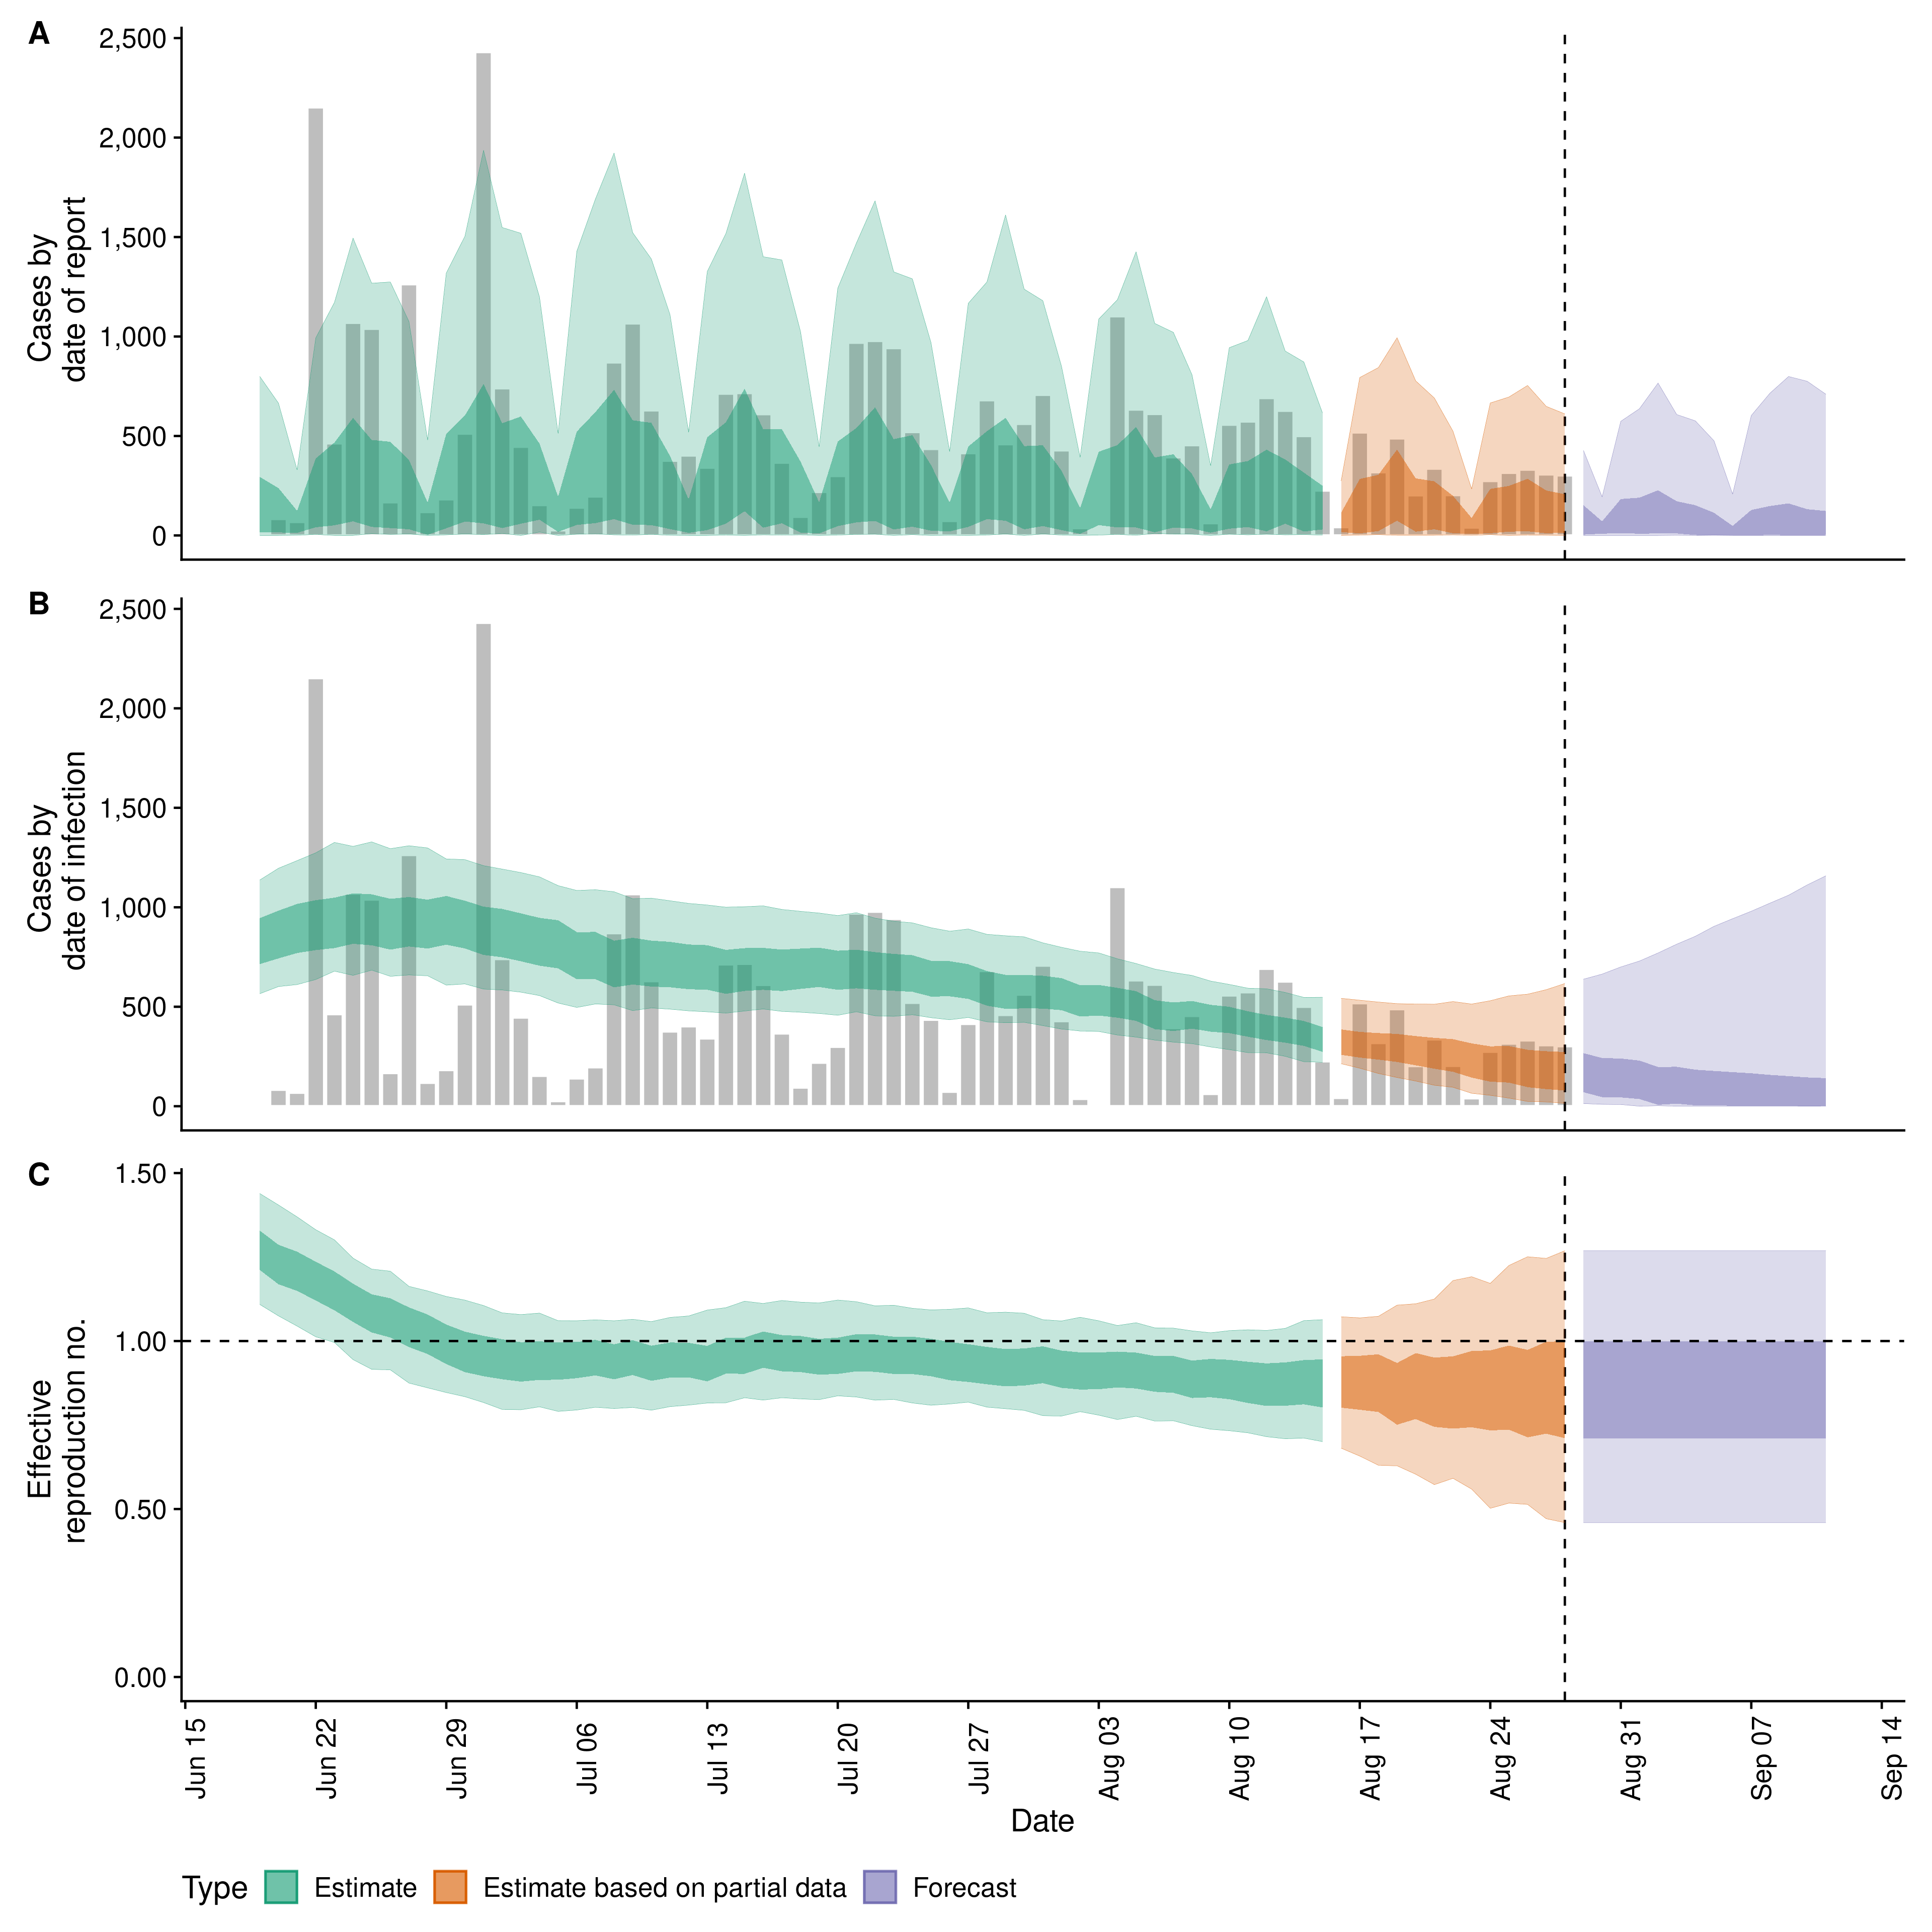 A
2,500
2,000
1,500
1,000
500
0
Cases by
date of report
B
2,500
2,000
1,500
1,000
500
0
Cases by
date of infection
C
1.50
1.00
0.50
0.00
Effective
reproduction no.
Jun 15
Jun 22
Jun 29
Jul 06
Jul 13
Jul 20
Jul 27
Aug 03
Aug 10
Aug 17
Aug 24
Aug 31
Sep 07
Sep 14
Date
Type Estimate Estimate based on partial data Forecast